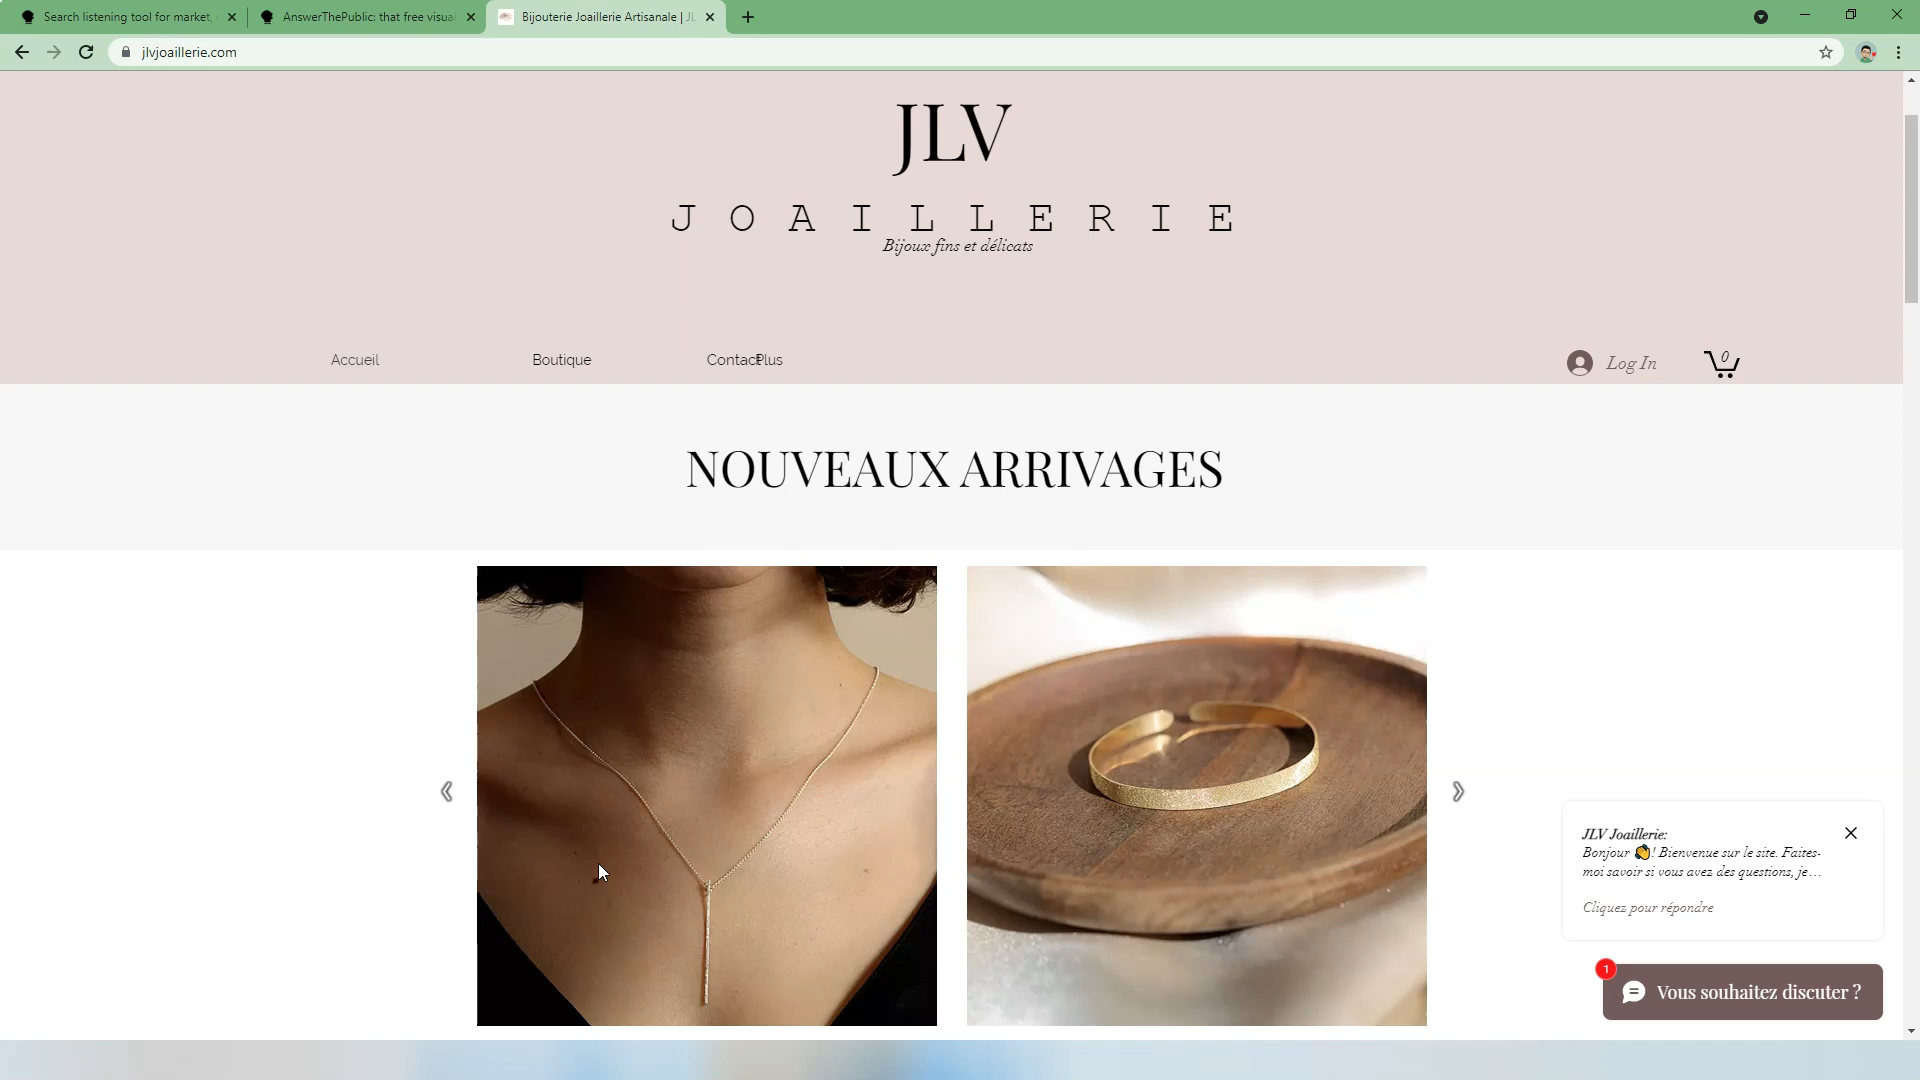 Search listening tool for market,
AnswerThePublic: that free visual
Bijouterie Joaillerie Artisanale | JL
jlvjoaillerie.com
JLV
JOAILLERIE
Bijoux fins et délicats
Accueil
Boutique
Contact
Plus
Log In
0
NOUVEAUX ARRIVAGES
JLV Joaillerie:
Bonjour 👏! Bienvenue sur le site. Faites-
moi savoir si vous avez des questions, je...
Cliquez pour répondre
1
Vous souhaitez discuter ?